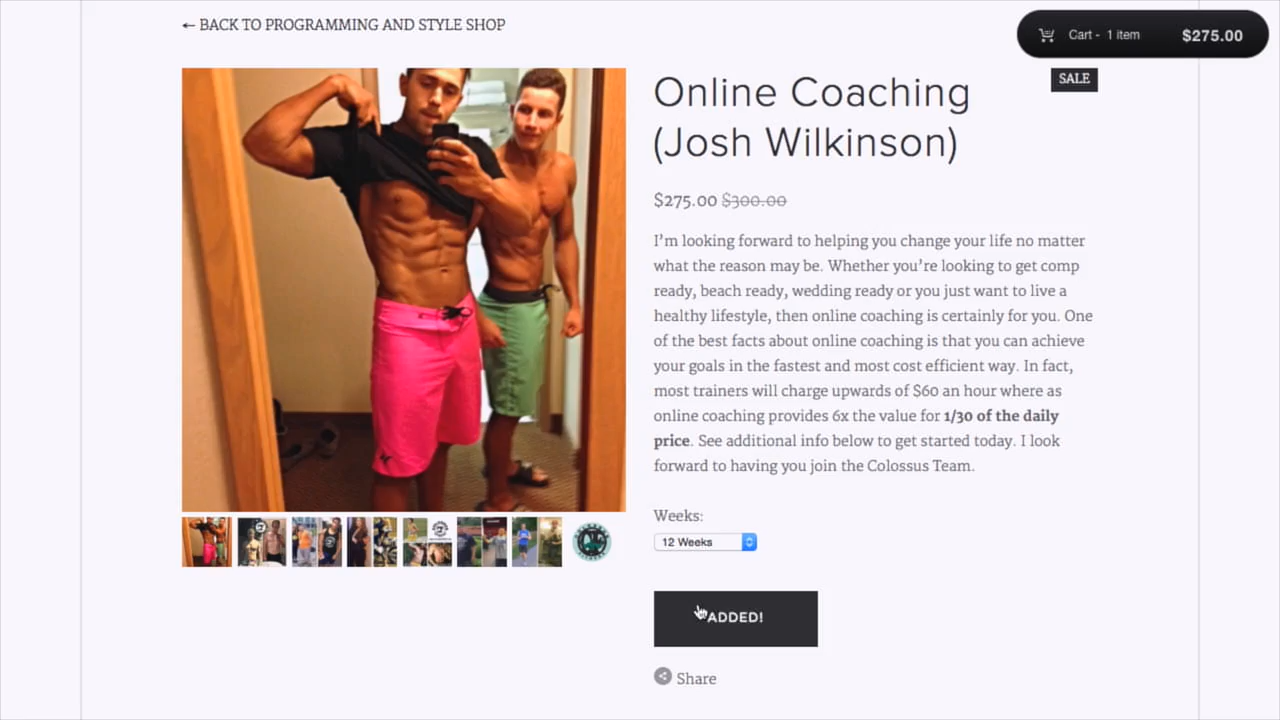 ← BACK TO PROGRAMMING AND STYLE SHOP
Cart - 1 item $275.00
SALE
Online Coaching
(Josh Wilkinson)
$275.00 $300.00
I’m looking forward to helping you change your life no matter
what the reason may be. Whether you’re looking to get comp
ready, beach ready, wedding ready or you just want to live a
healthy lifestyle, then online coaching is certainly for you. One
of the best facts about online coaching is that you can achieve
your goals in the fastest and most cost efficient way. In fact,
most trainers will charge upwards of $60 an hour where as
online coaching provides 6x the value for 1/30 of the daily
price. See additional info below to get started today. I look
forward to having you join the Colossus Team.
Weeks:
12 Weeks
ADDED!
Share